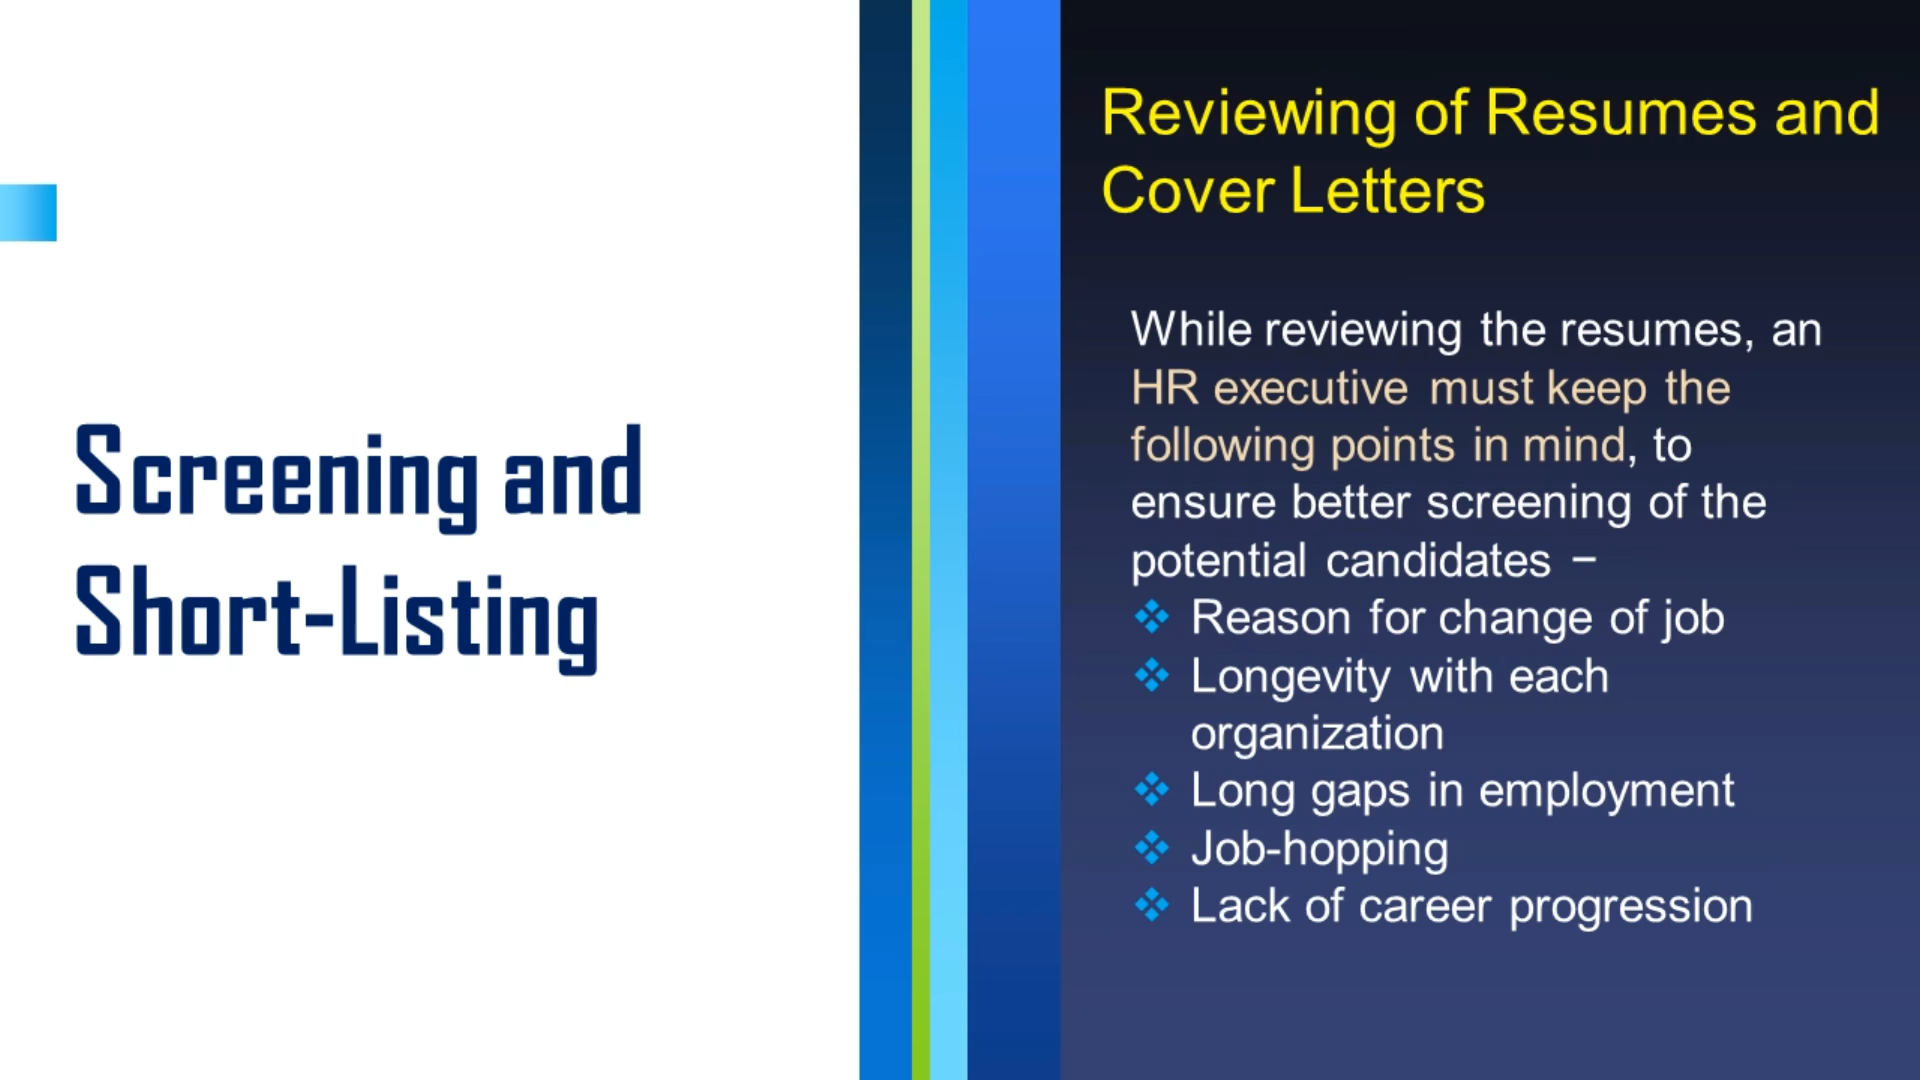 Screening and
Short-Listing
Reviewing of Resumes and
Cover Letters
While reviewing the resumes, an
HR executive must keep the
following points in mind, to
ensure better screening of the
potential candidates −
❖ Reason for change of job
❖ Longevity with each
organization
❖ Long gaps in employment
❖ Job-hopping
❖ Lack of career progression